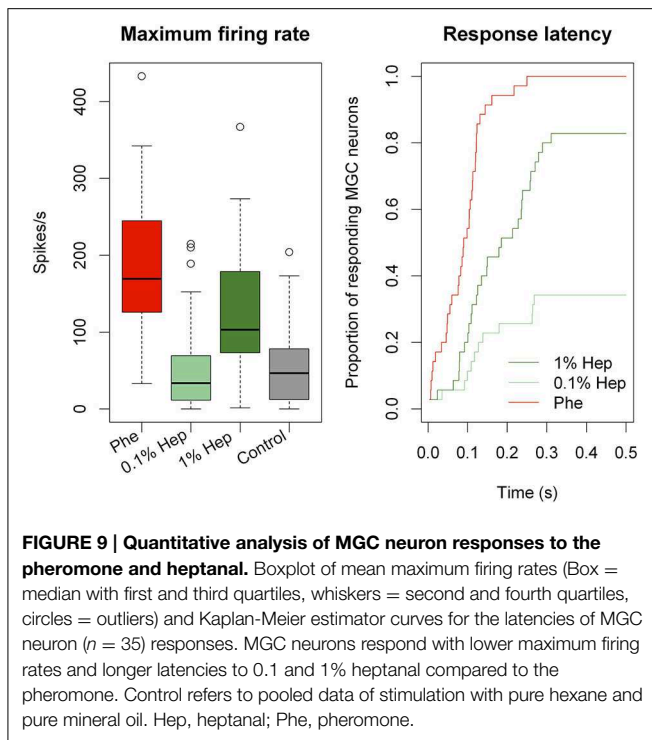 Maximum firing rate
Spikes/s
400
300
200
100
0
Phe
0.1% Hep
1% Hep
Control
Response latency
Proportion of responding MGC neurons
1.0
0.8
0.6
0.4
0.2
0.0
1% Hep
0.1% Hep
Phe
0.0 0.1 0.2 0.3 0.4 0.5
Time (s)
FIGURE 9 | Quantitative analysis of MGC neuron responses to the
pheromone and heptanal. Boxplot of mean maximum firing rates (Box =
median with first and third quartiles, whiskers = second and fourth quartiles,
circles = outliers) and Kaplan-Meier estimator curves for the latencies of MGC
neuron (n = 35) responses. MGC neurons respond with lower maximum firing
rates and longer latencies to 0.1 and 1% heptanal compared to the
pheromone. Control refers to pooled data of stimulation with pure hexane and
pure mineral oil. Hep, heptanal; Phe, pheromone.